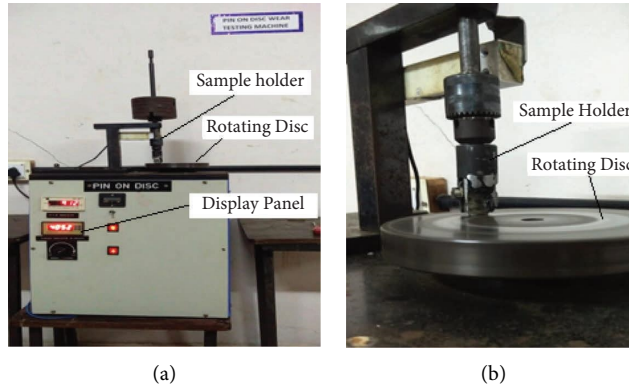 PIN ON DISC WEAR
TESTING MACHINE
Sample holder
Rotating Disc
-PIN ON DISC-
Display Panel
(a)
Sample Holder
Rotating Disc
(b)